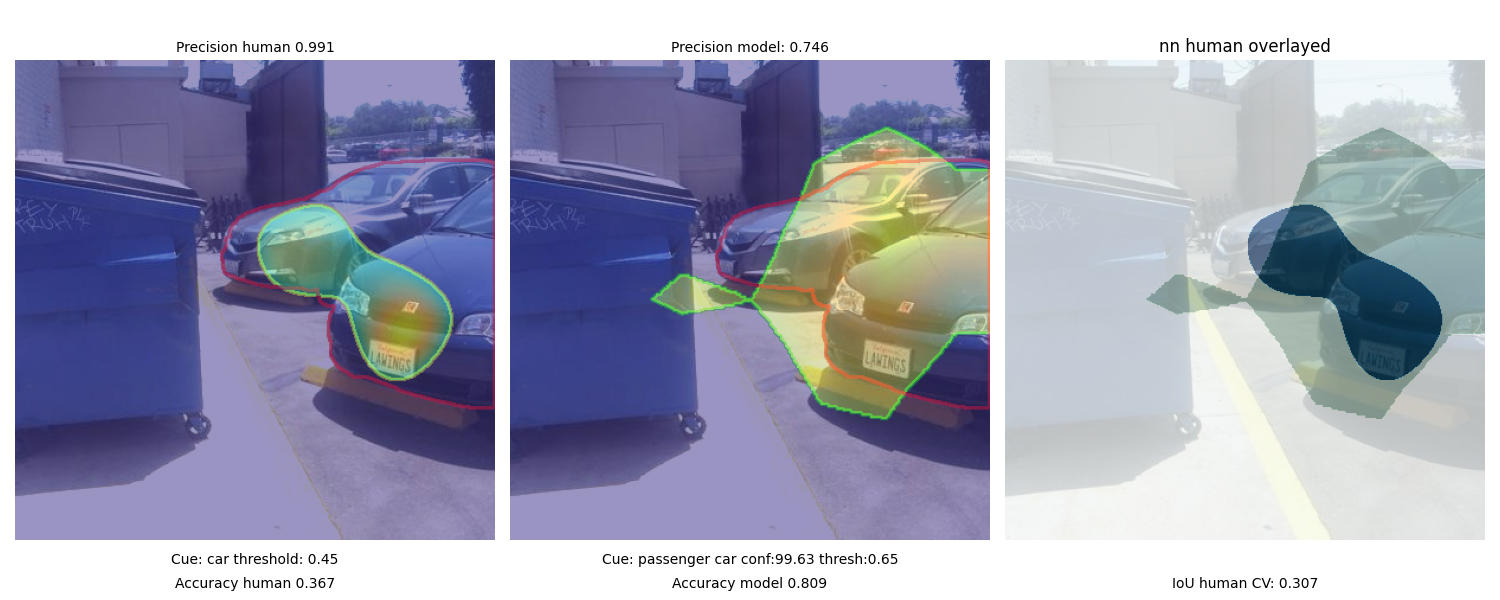 Precision human 0.991
Precision model: 0.746
nn human overlayed
LAWINGS
LAWINGS
LAWINGS
Cue: car threshold: 0.45
Cue: passenger car conf:99.63 thresh:0.65
Accuracy human 0.367
Accuracy model 0.809
IoU human CV: 0.307